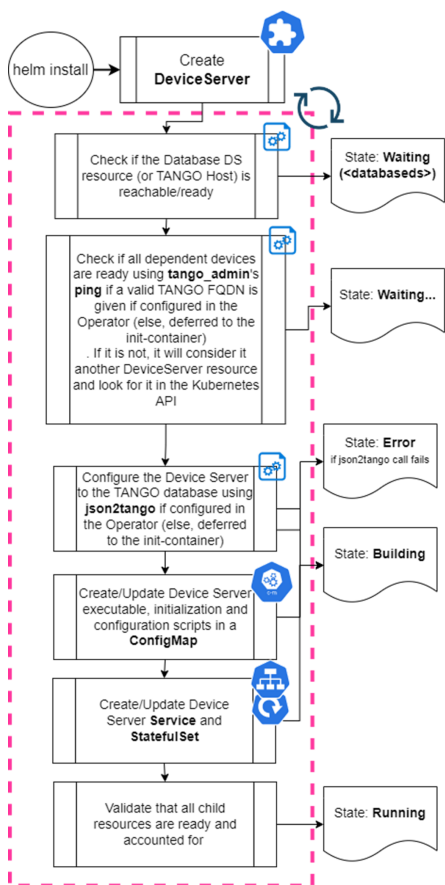 helm install
Create
DeviceServer
Check if the Database DS
resource (or TANGO Host) is
reachable/ready
State: Waiting
(<databaseds>)
Check if all dependent devices
are ready using tango_admin's
ping if a valid TANGO FQDN is
given if configured in the
Operator (else, deferred to the
init-container)
. If it is not, it will consider it
another DeviceServer resource
and look for it in the Kubernetes
API
State: Waiting...
Configure the Device Server
to the TANGO database using
json2tango if configured in
the Operator (else, deferred
to the init-container)
State: Error
if json2tango call fails
Create/Update Device Server
executable, initialization and
configuration scripts in a
ConfigMap
State: Building
Create/Update Device
Server Service and
StatefulSet
Validate that all child
resources are ready and
accounted for
State: Running